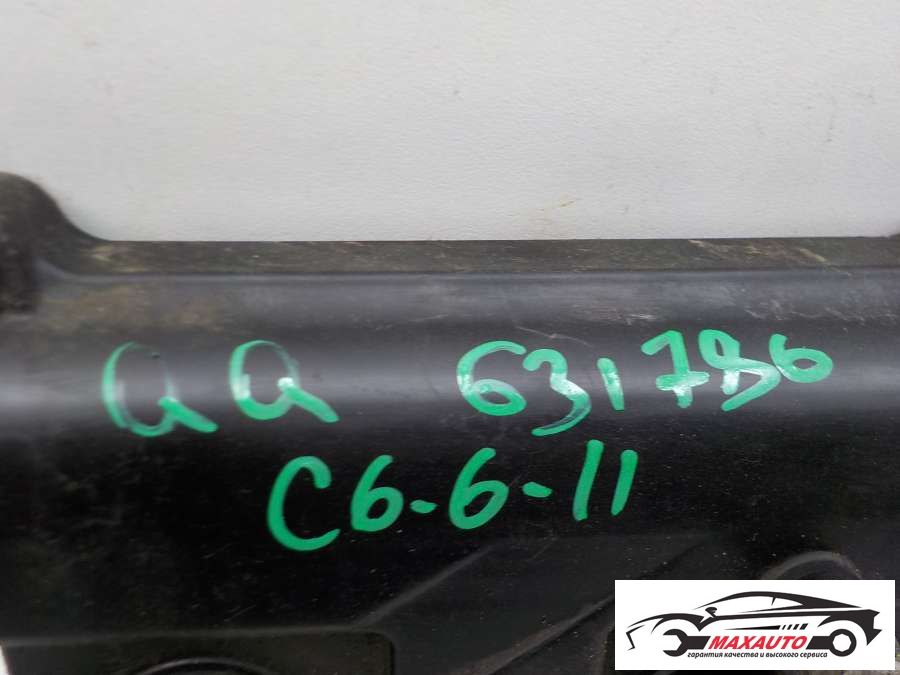 QQ 631786
C6-6-11
MAXAUTO
гарантия качества и высокого сервиса